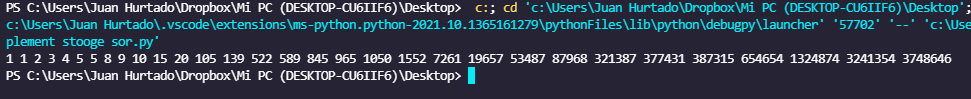 PS C:\Users\Juan Hurtado\Dropbox\Mi PC (DESKTOP-CU6IIF6)\Desktop>  c:; cd 'c:\Users\Juan Hurtado\Dropbox\Mi PC (DESKTOP-CU6IIF6)\Desktop';
\Users\Juan Hurtado\.vscode\extensions\ms-python.python-2021.10.1365161279\pythonFiles\lib\python\debugpy\launcher' '57702' '--' 'c:\Use
plement stooge sor.py'
1 1 2 3 4 5 5 8 9 10 15 20 105 139 522 589 845 965 1050 1552 7261 19657 53487 87968 321387 377431 387315 654654 1324874 3241354 3748646
PS C:\Users\Juan Hurtado\Dropbox\Mi PC (DESKTOP-CU6IIF6)\Desktop>